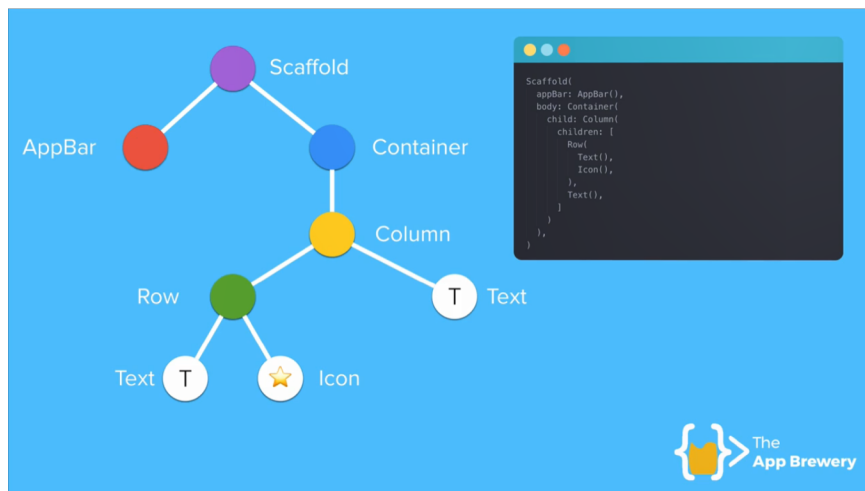 Scaffold
AppBar
Container
Column
Row
T
Text
Text
T
Icon
Scaffold(
  appBar: AppBar(),
  body: Container(
    child: Column(
      children: [
        Row(
          Text(),
          Icon(),
        ),
        Text(),
      ]
    )
  ),
)
The
App Brewery